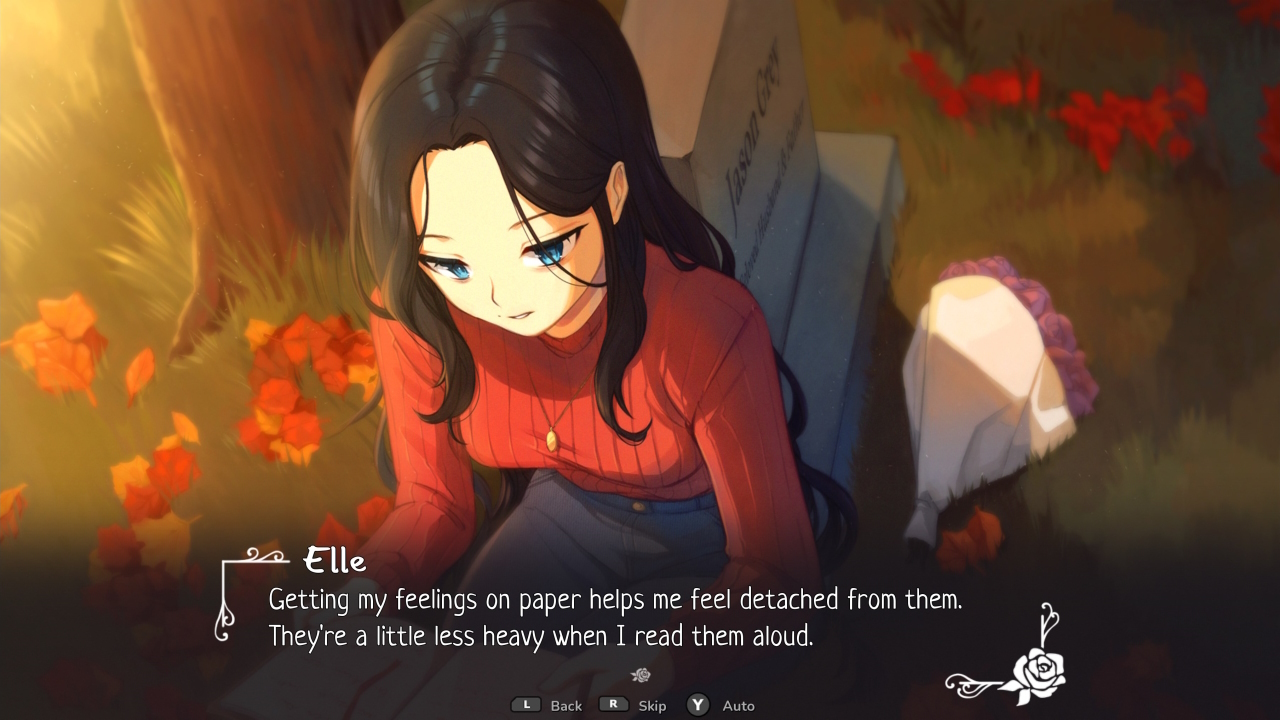 Jason Grey
Elle
Getting my feelings on paper helps me feel detached from them.
They're a little less heavy when I read them aloud.
L Back R Skip Y Auto